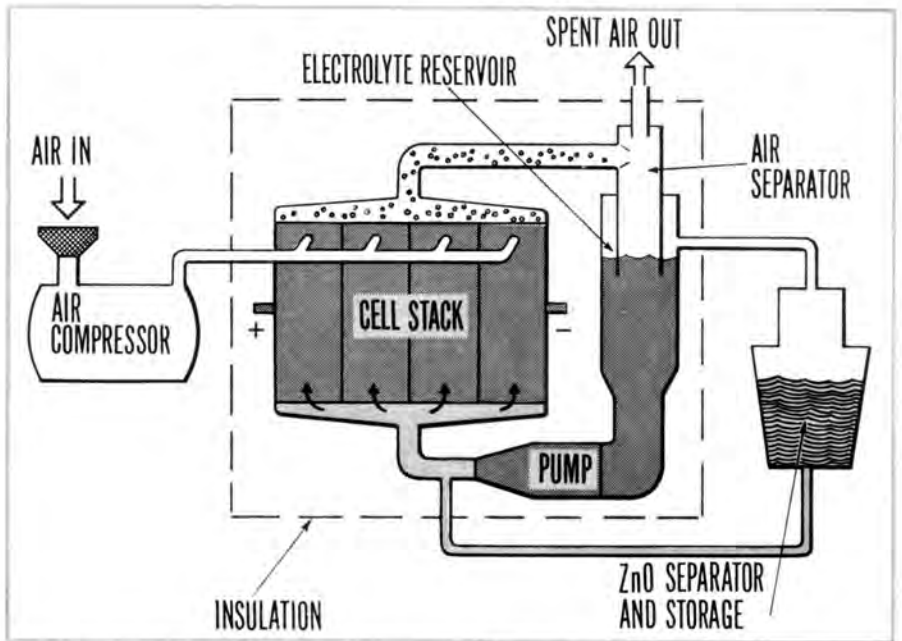 SPENT AIR OUT
ELECTROLYTE RESERVOIR
AIR IN
AIR
SEPARATOR
AIR
COMPRESSOR
+
CELL STACK
−
PUMP
INSULATION
ZnO SEPARATOR
AND STORAGE